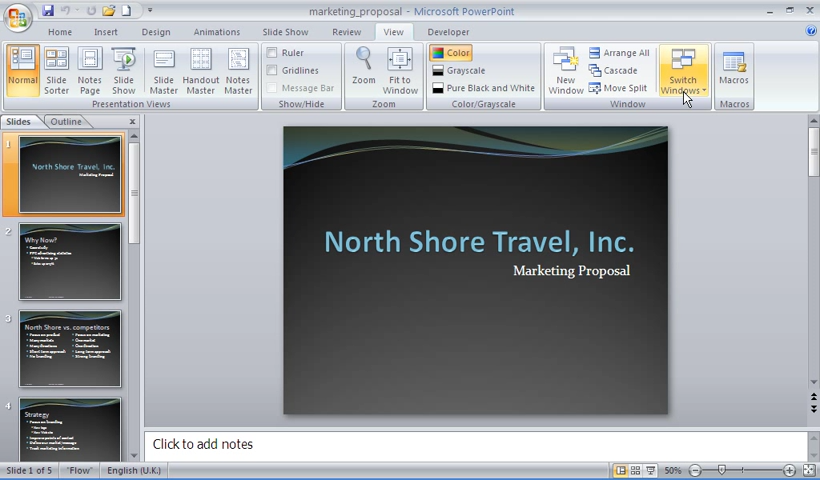 marketing_proposal - Microsoft PowerPoint
Home Insert Design Animations Slide Show Review View Developer
Normal
Slide Sorter
Notes Page
Slide Show
Slide Master
Handout Master
Notes Master
Presentation Views
Ruler
Gridlines
Message Bar
Show/Hide
Zoom
Fit to Window
Zoom
Color
Grayscale
Pure Black and White
Color/Grayscale
New Window
Arrange All
Cascade
Move Split
Switch Windows
Window
Macros
Macros
Slides Outline x
1
North Shore Travel, Inc.
Marketing Proposal
2
Why Now?
3
North Shore vs. competitors
4
Strategy
North Shore Travel, Inc.
Marketing Proposal
Click to add notes
Slide 1 of 5 "Flow" English (U.K.) 50%